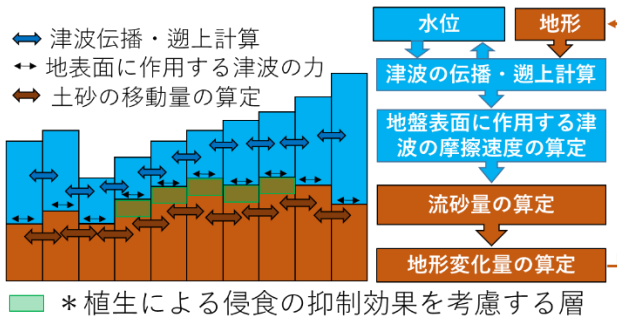 津波伝播・遡上計算
地表面に作用する津波の力
土砂の移動量の算定
水位
地形
津波の伝播・遡上計算
地盤表面に作用する津
波の摩擦速度の算定
流砂量の算定
地形変化量の算定
＊植生による侵食の抑制効果を考慮する層